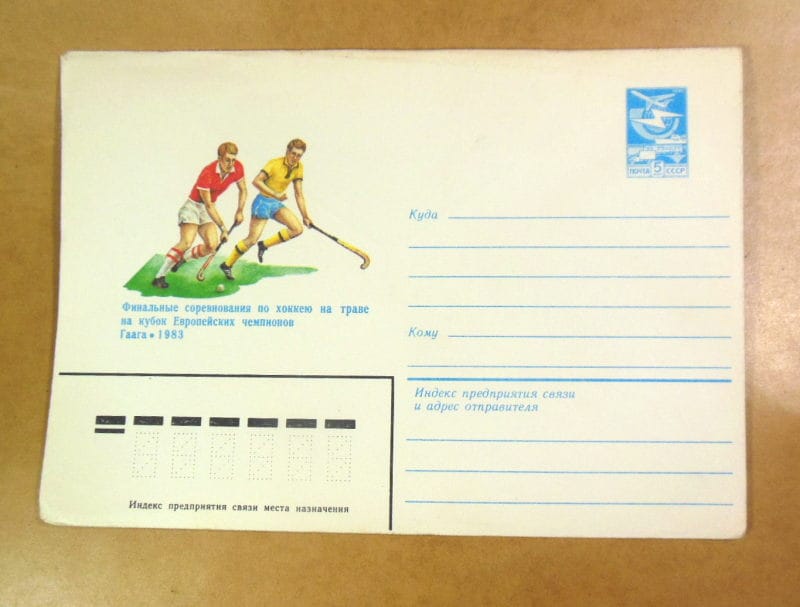 Финальные соревнования по хоккею на траве
на кубок Европейских чемпионов
Гаага • 1983
ПОЧТА 5 СССР
Куда
Кому
Индекс предприятия связи
и адрес отправителя
Индекс предприятия связи места назначения